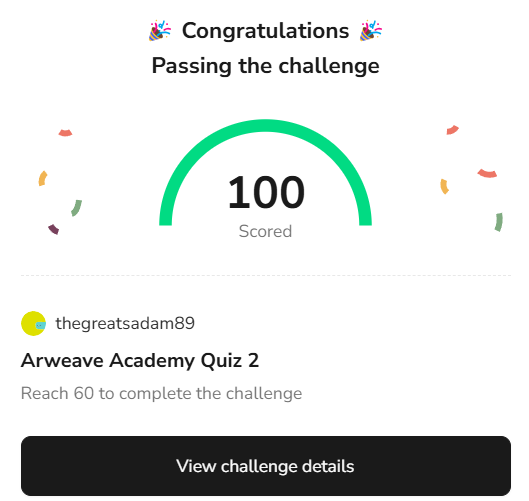 🎉 Congratulations 🎉
Passing the challenge
100
Scored
thegreatsadam89
Arweave Academy Quiz 2
Reach 60 to complete the challenge
View challenge details